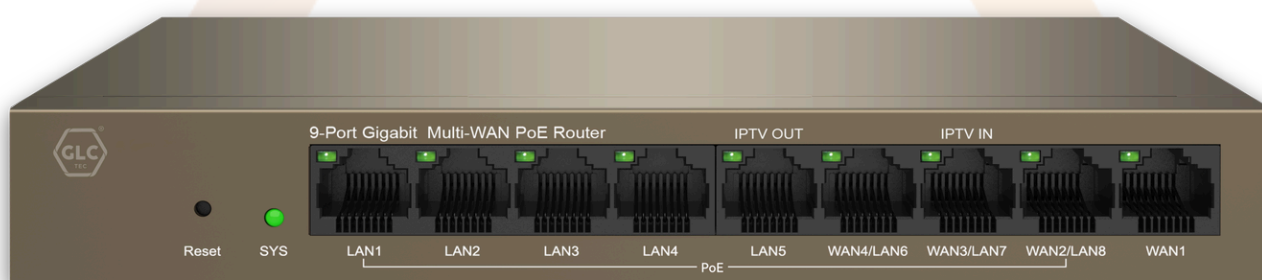 9-Port Gigabit Multi-WAN PoE Router IPTV OUT IPTV IN
GLC
TEC
Reset SYS LAN1 LAN2 LAN3 LAN4 LAN5 WAN4/LAN6 WAN3/LAN7 WAN2/LAN8 WAN1
PoE